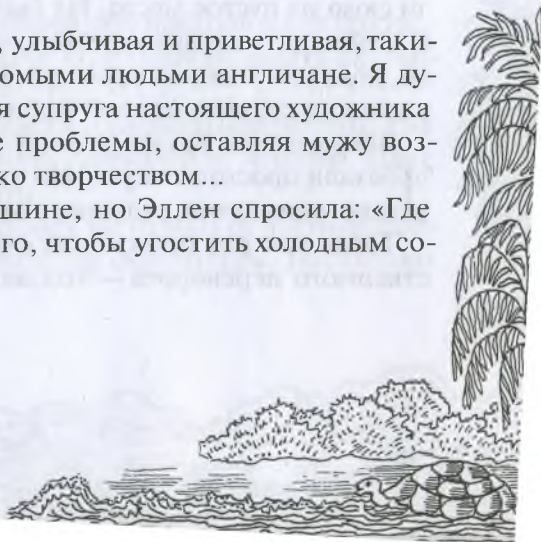 , улыбчивая и приветливая, таки-
омыми людьми англичане. Я ду-
я супруга настоящего художника
е проблемы, оставляя мужу воз-
ко творчеством...
шине, но Эллен спросила: «Где
го, чтобы угостить холодным со-